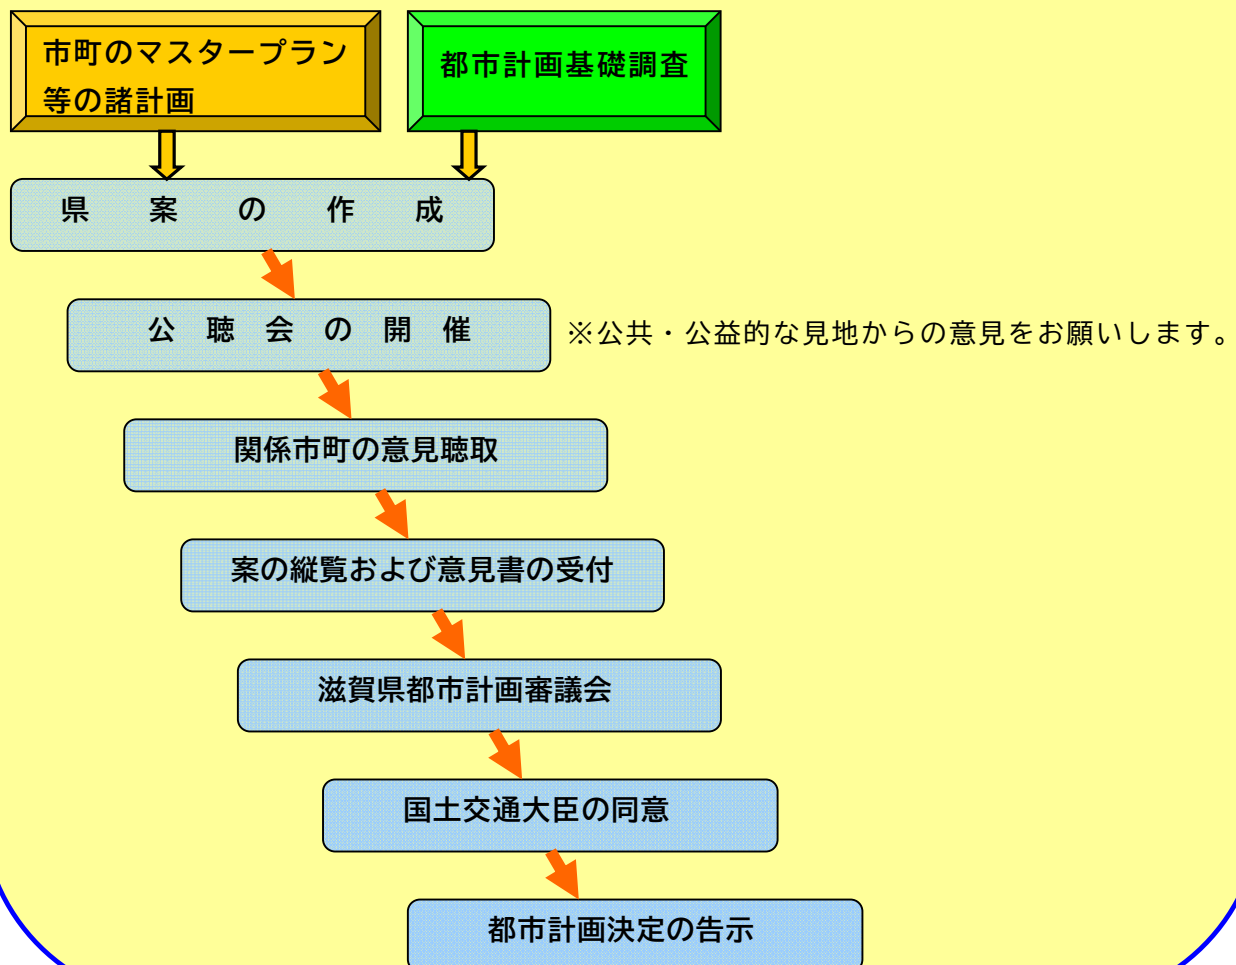 市町のマスタープラン
等の諸計画
都市計画基礎調査
県案の作成
公聴会の開催
※公共・公益的な見地からの意見をお願いします。
関係市町の意見聴取
案の縦覧および意見書の受付
滋賀県都市計画審議会
国土交通大臣の同意
都市計画決定の告示